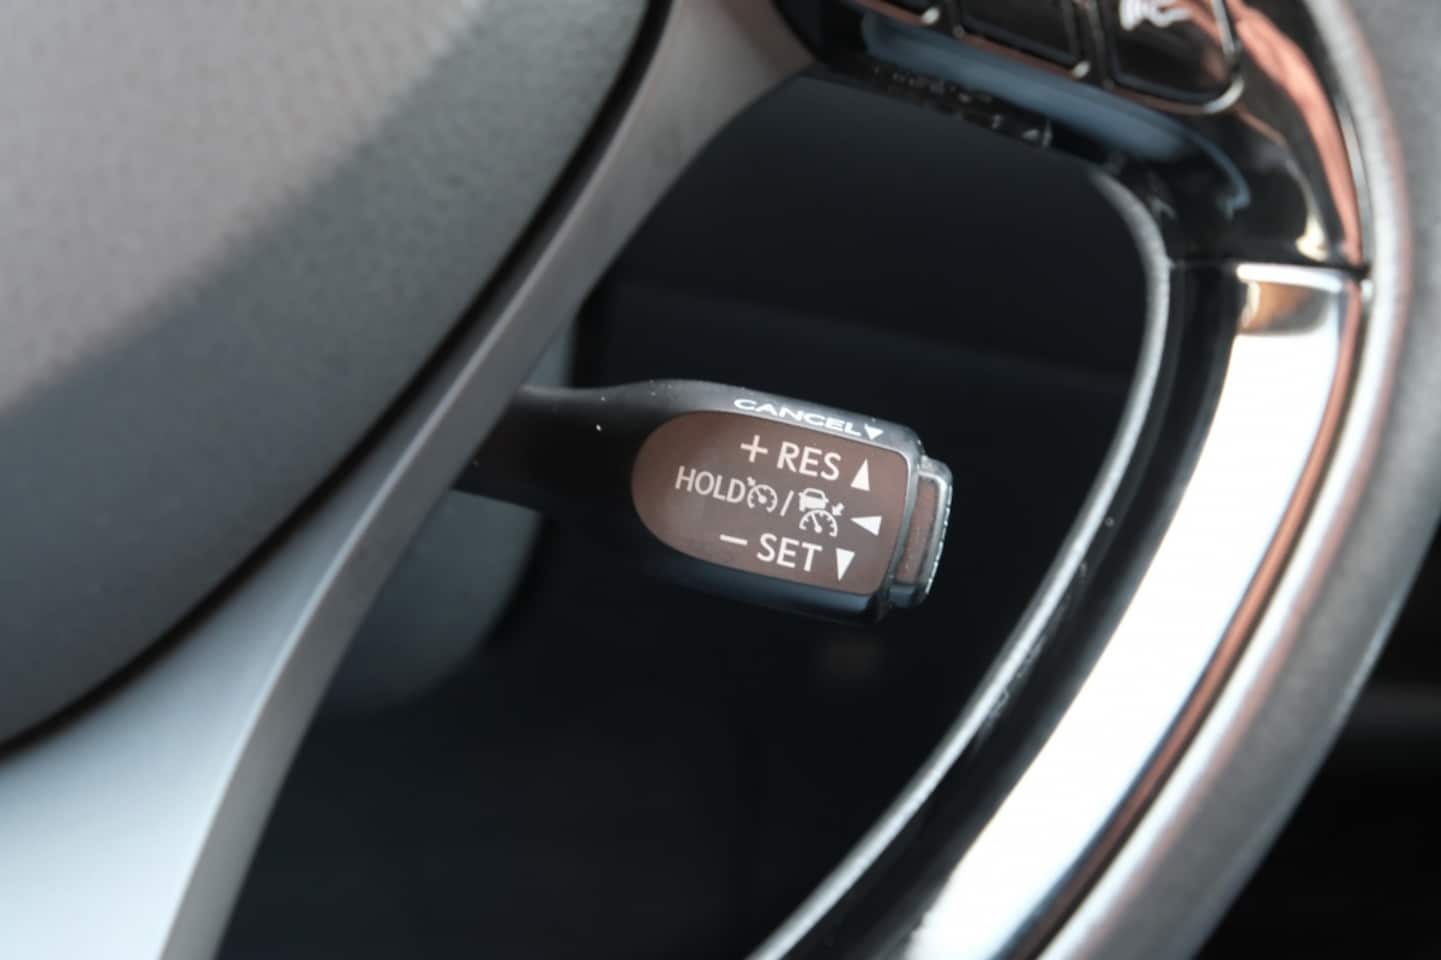 CANCEL▼
+ RES ▲
HOLD / ◀
− SET ▼